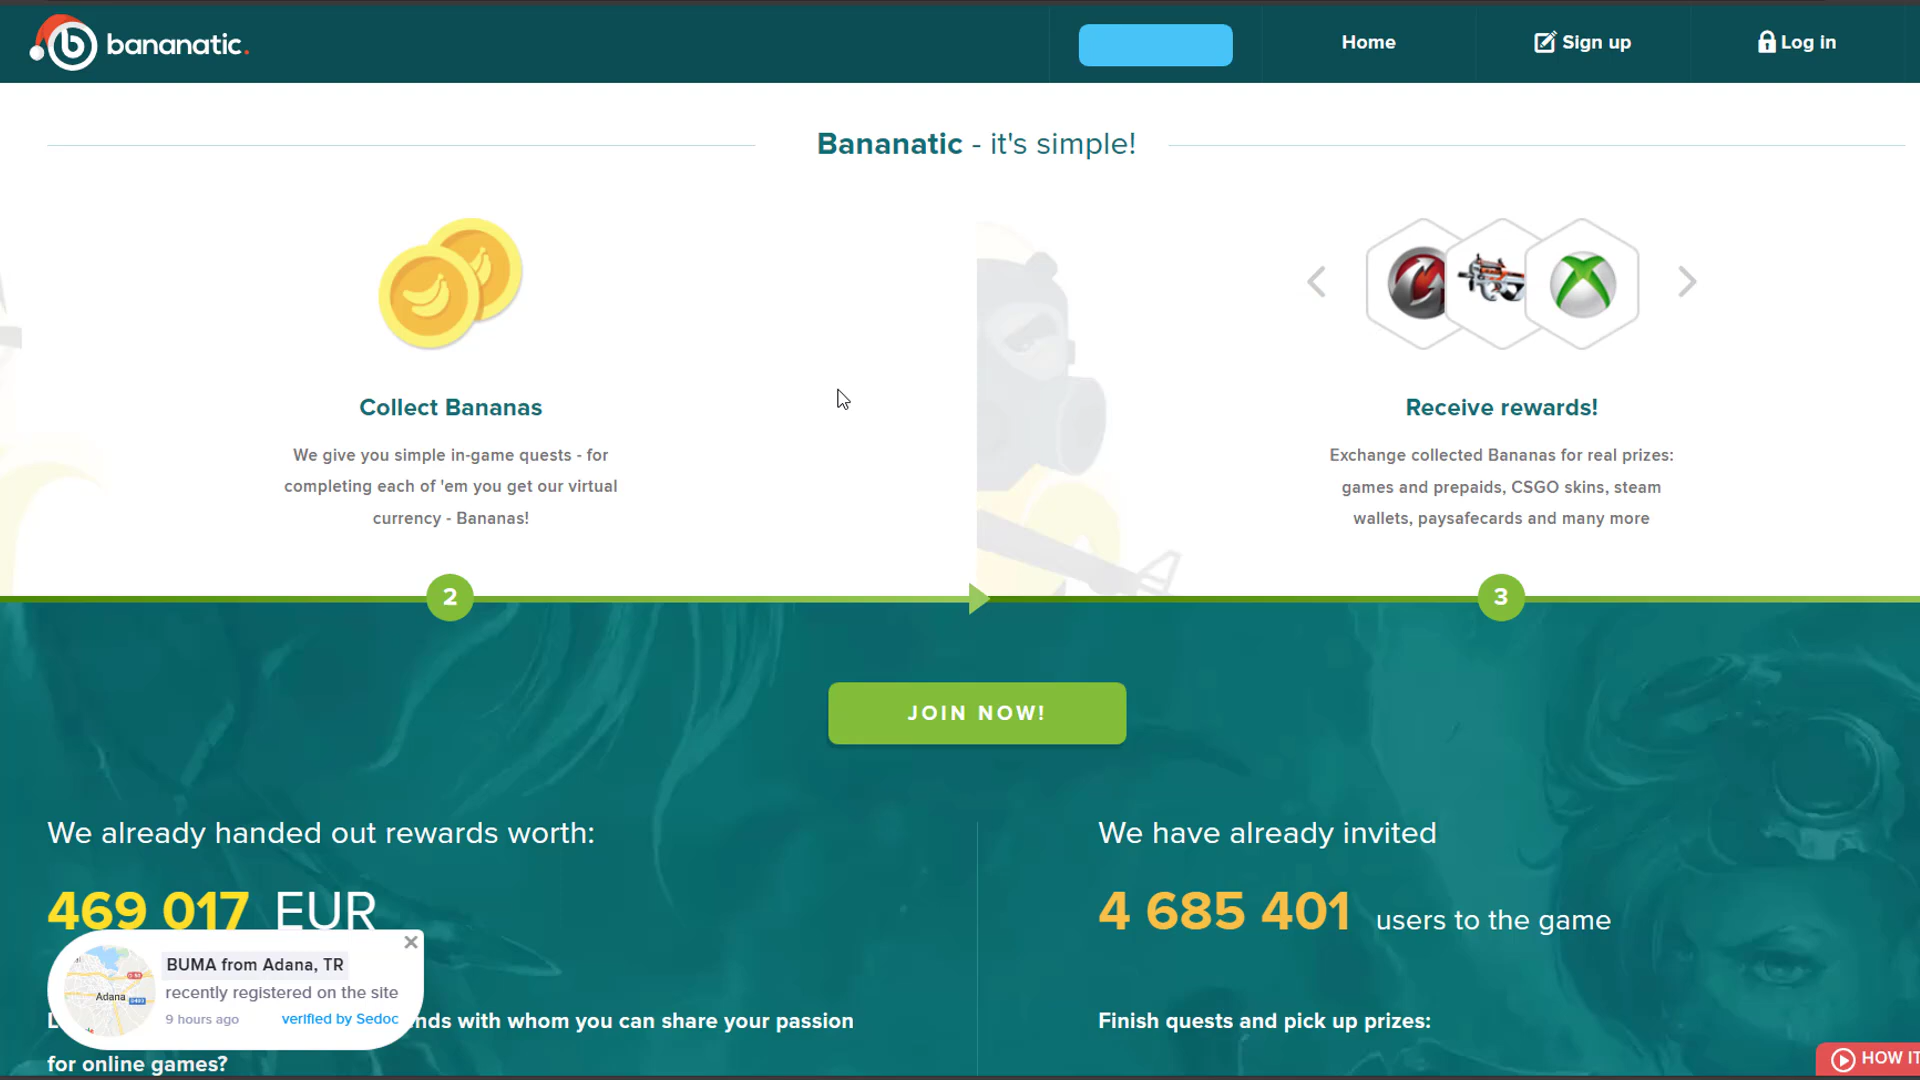 bananatic.
Home
Sign up
Log in
Bananatic - it's simple!
Collect Bananas
We give you simple in-game quests - for
completing each of 'em you get our virtual
currency - Bananas!
Receive rewards!
Exchange collected Bananas for real prizes:
games and prepaids, CSGO skins, steam
wallets, paysafecards and many more
2
3
JOIN NOW!
We already handed out rewards worth:
469 017 EUR
We have already invited
4 685 401 users to the game
BUMA from Adana, TR
recently registered on the site
9 hours ago verified by Sedoc
Adana
with whom you can share your passion
for online games?
Finish quests and pick up prizes:
HOW